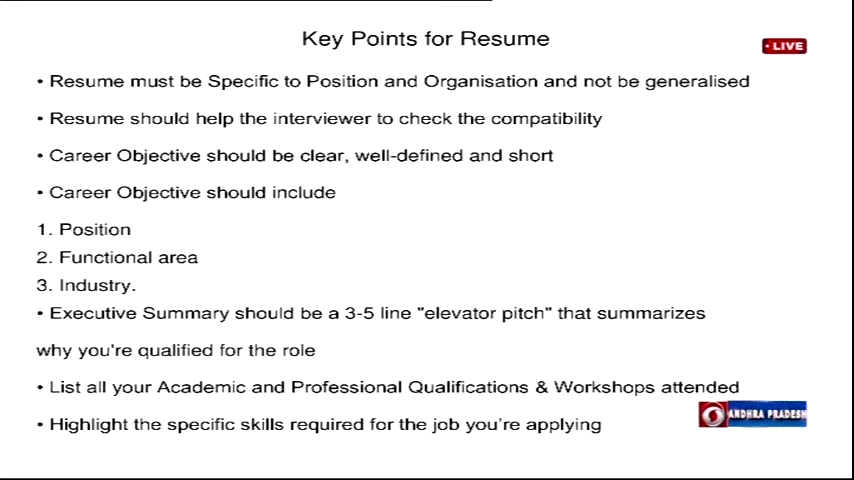 Key Points for Resume
• LIVE
• Resume must be Specific to Position and Organisation and not be generalised
• Resume should help the interviewer to check the compatibility
• Career Objective should be clear, well-defined and short
• Career Objective should include
1. Position
2. Functional area
3. Industry.
• Executive Summary should be a 3-5 line "elevator pitch" that summarizes
why you're qualified for the role
• List all your Academic and Professional Qualifications & Workshops attended
ANDHRA PRADESH
• Highlight the specific skills required for the job you're applying